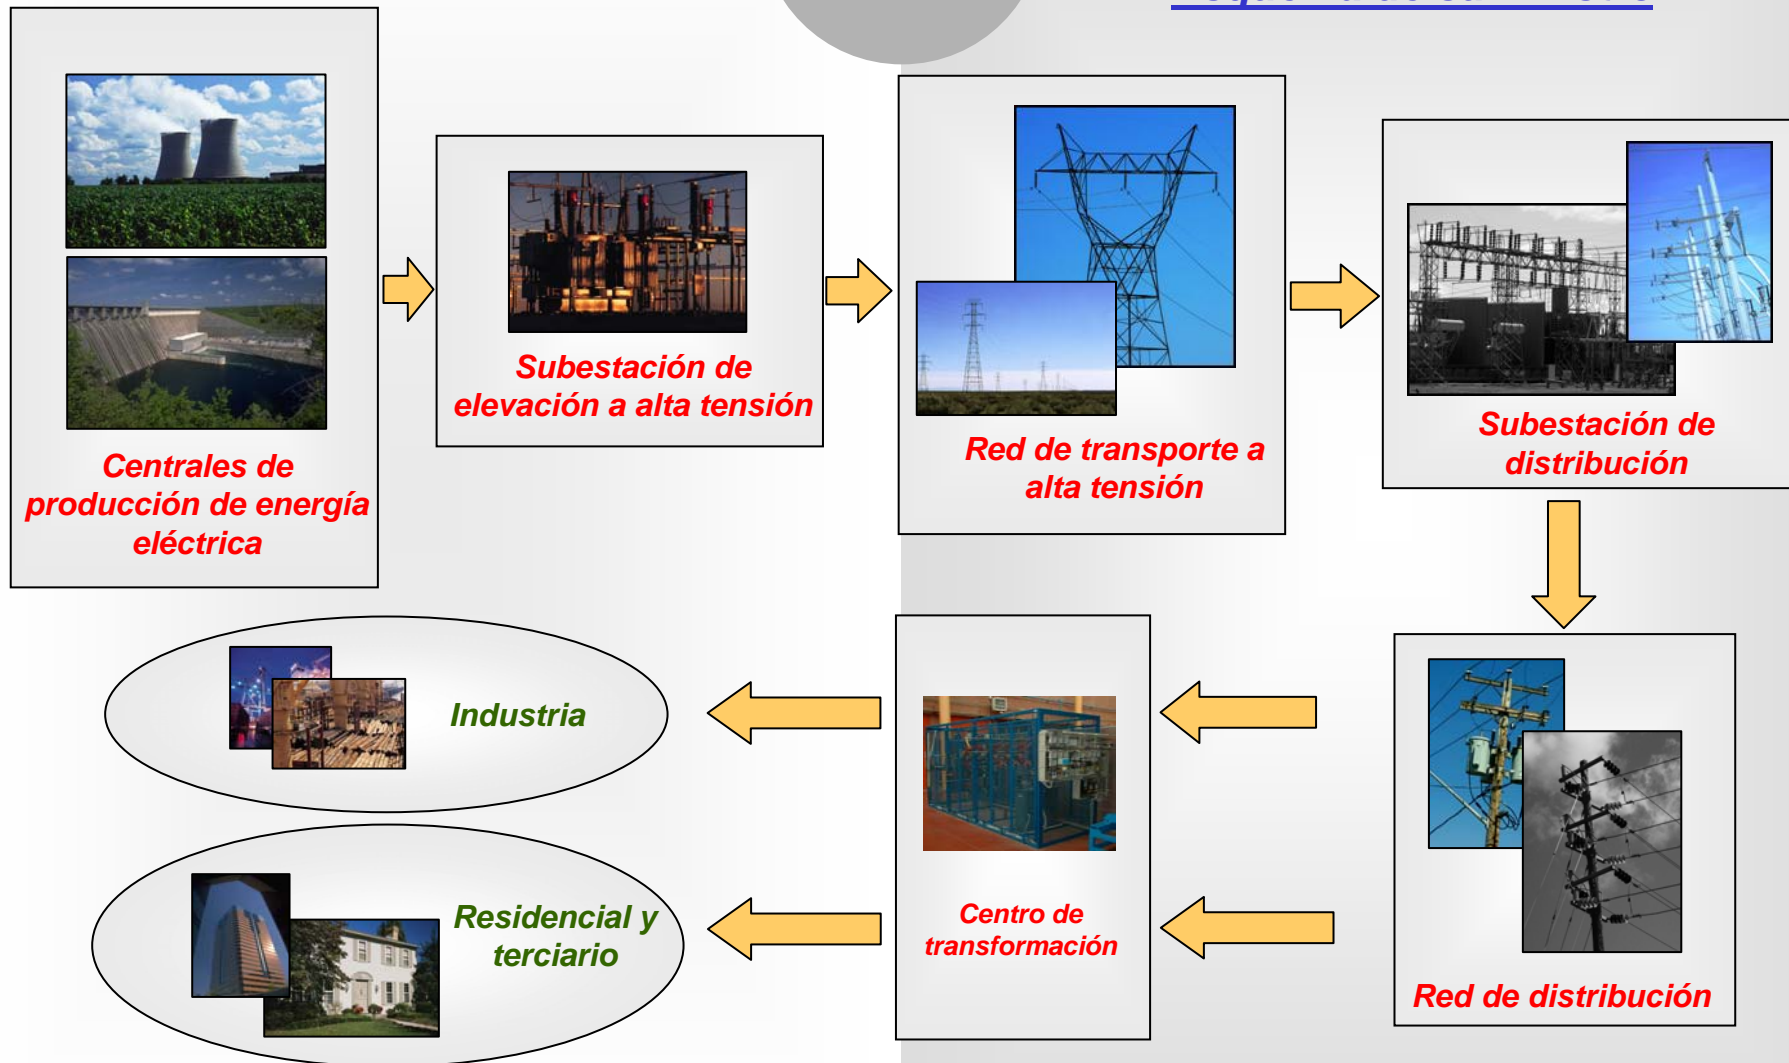 Centrales de
producción de energía
eléctrica
Subestación de
elevación a alta tensión
Red de transporte a
alta tensión
Subestación de
distribución
Red de distribución
Centro de
transformación
Industria
Residencial y
terciario